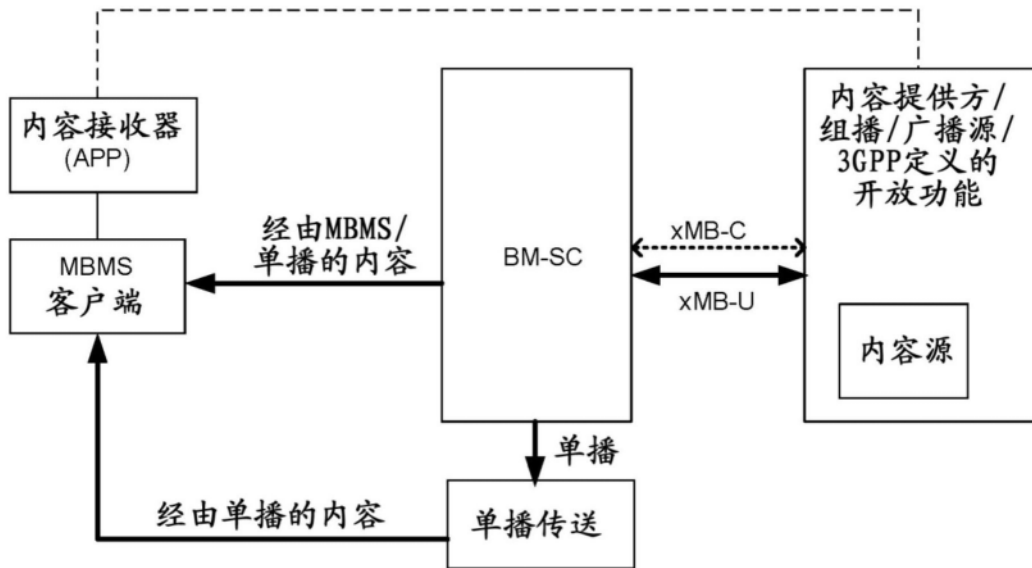 内容接收器
(APP)
MBMS
客户端
经由MBMS/
单播的内容
BM-SC
xMB-C
xMB-U
内容提供方/
组播/广播源/
3GPP定义的
开放功能
内容源
单播
单播传送
经由单播的内容